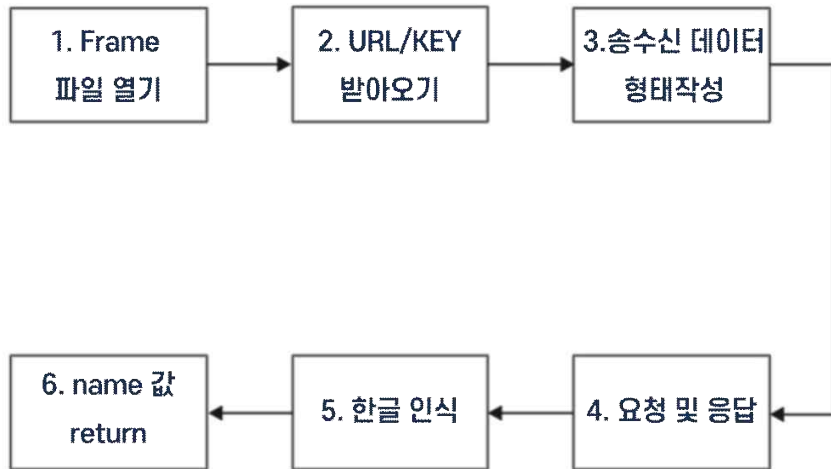 1. Frame
파일 열기
2. URL/KEY
받아오기
3.송수신 데이터
형태작성
4. 요청 및 응답
5. 한글 인식
6. name 값
return